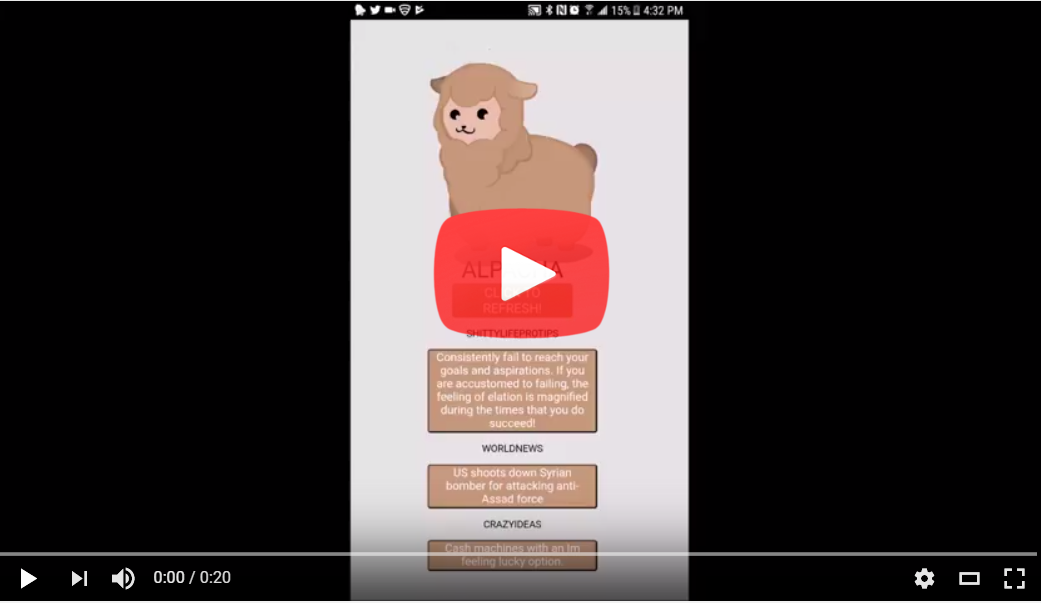 15% 4:32 PM
REFRESH!
SHITTYLIFEPROTIPS
Consistently fail to reach your
goals and aspirations. If you
are accustomed to failing, the
feeling of elation is magnified
during the times that you do
succeed!
WORLDNEWS
US shoots down Syrian
bomber for attacking anti-
Assad force
CRAZYIDEAS
Cash machines with an Im
feeling lucky option.
0:00 / 0:20